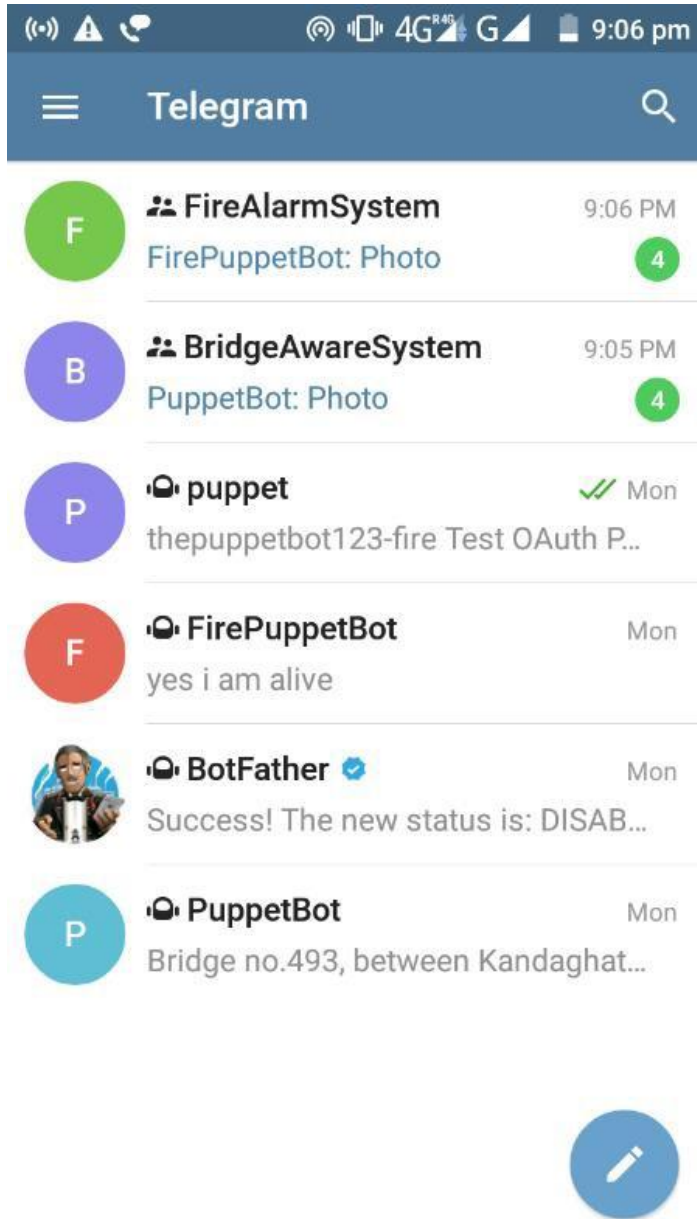 4G R4G G 9:06 pm
Telegram
F FireAlarmSystem 9:06 PM
FirePuppetBot: Photo 4
B BridgeAwareSystem 9:05 PM
PuppetBot: Photo 4
P puppet Mon
thepuppetbot123-fire Test OAuth P...
F FirePuppetBot Mon
yes i am alive
BotFather Mon
Success! The new status is: DISAB...
P PuppetBot Mon
Bridge no.493, between Kandaghat...